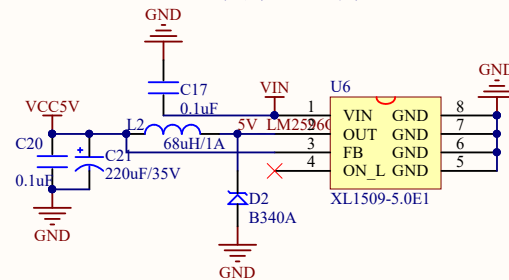 GND
VIN
U6
GND
C17
0.1uF
VCC5V
L2
68uH/1A
5V
1
2
3
4
VIN
OUT
FB
ON_L
GND
GND
GND
GND
8
7
6
5
C20
0.1uF
C21
220uF/35V
+
D2
B340A
XL1509-5.0E1
GND
GND